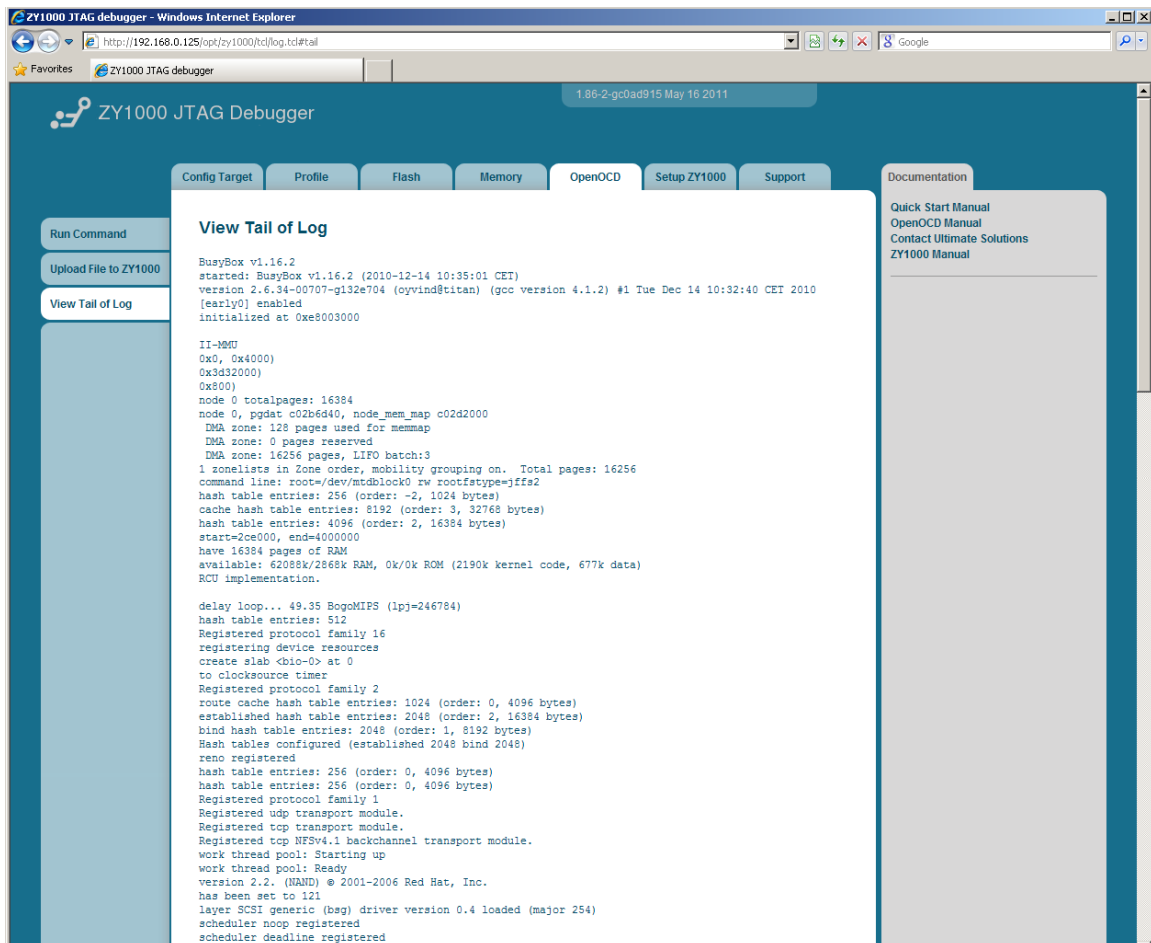 ZY1000 JTAG debugger - Windows Internet Explorer
http://192.168.0.125/opt/zy1000/tcl/log.tcl#tail
Google
Favorites
ZY1000 JTAG debugger
1.86-2-gc0ad915 May 16 2011
ZY1000 JTAG Debugger
Config Target
Profile
Flash
Memory
OpenOCD
Setup ZY1000
Support
Documentation
Quick Start Manual
OpenOCD Manual
Contact Ultimate Solutions
ZY1000 Manual
Run Command
Upload File to ZY1000
View Tail of Log
View Tail of Log
BusyBox v1.16.2
started: BusyBox v1.16.2 (2010-12-14 10:35:01 CET)
version 2.6.34-00707-g132e704 (oyvind@titan) (gcc version 4.1.2) #1 Tue Dec 14 10:32:40 CET 2010
[early0] enabled
initialized at 0xe8003000
II-MMU
0x0, 0x4000)
0x3d32000)
0x800)
node 0 totalpages: 16384
node 0, pgdat c02b6d40, node_mem_map c02d2000
DMA zone: 128 pages used for memmap
DMA zone: 0 pages reserved
DMA zone: 16256 pages, LIFO batch:3
1 zonelists in Zone order, mobility grouping on.  Total pages: 16256
command line: root=/dev/mtdblock0 rw rootfstype=jffs2
hash table entries: 256 (order: -2, 1024 bytes)
cache hash table entries: 8192 (order: 3, 32768 bytes)
hash table entries: 4096 (order: 2, 16384 bytes)
start=2ce000, end=4000000
have 16384 pages of RAM
available: 62088k/2868k RAM, 0k/0k ROM (2190k kernel code, 677k data)
RCU implementation.
delay loop... 49.35 BogoMIPS (lpj=246784)
hash table entries: 512
Registered protocol family 16
registering device resources
create slab <bio-0> at 0
to clocksource timer
Registered protocol family 2
route cache hash table entries: 1024 (order: 0, 4096 bytes)
established hash table entries: 2048 (order: 2, 16384 bytes)
bind hash table entries: 2048 (order: 1, 8192 bytes)
Hash tables configured (established 2048 bind 2048)
reno registered
hash table entries: 256 (order: 0, 4096 bytes)
hash table entries: 256 (order: 0, 4096 bytes)
Registered protocol family 1
Registered udp transport module.
Registered tcp transport module.
Registered tcp NFSv4.1 backchannel transport module.
work thread pool: Starting up
work thread pool: Ready
version 2.2. (NAND) © 2001-2006 Red Hat, Inc.
has been set to 121
layer SCSI generic (bsg) driver version 0.4 loaded (major 254)
scheduler noop registered
scheduler deadline registered